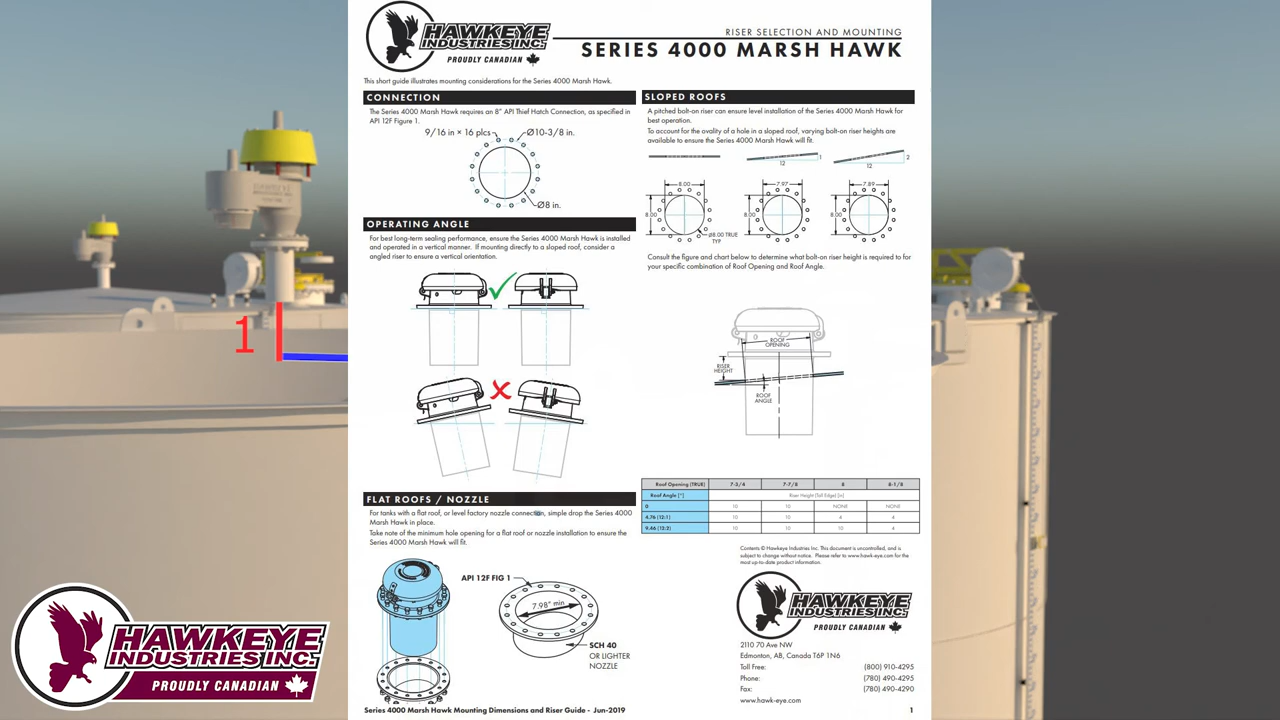 HAWKEYE
INDUSTRIES INC.
PROUDLY CANADIAN
RISER SELECTION AND MOUNTING
SERIES 4000 MARSH HAWK
This short guide illustrates mounting considerations for the Series 4000 Marsh Hawk.
CONNECTION
The Series 4000 Marsh Hawk requires an 8" API Thief Hatch Connection, as specified in
API 12F Figure 1.
9/16 in × 16 plcs
Ø10-3/8 in.
Ø8 in.
OPERATING ANGLE
For best long-term sealing performance, ensure the Series 4000 Marsh Hawk is installed
and operated in a vertical manner. If mounting directly to a sloped roof, consider a
angled riser to ensure a vertical orientation.
FLAT ROOFS / NOZZLE
For tanks with a flat roof, or level factory nozzle connection, simple drop the Series 4000
Marsh Hawk in place.
Take note of the minimum hole opening for a flat roof or nozzle installation to ensure the
Series 4000 Marsh Hawk will fit.
API 12F FIG 1
7.98" min
SCH 40
OR LIGHTER
NOZZLE
SLOPED ROOFS
A pitched bolt-on riser can ensure level installation of the Series 4000 Marsh Hawk for
best operation.
To account for the ovality of a hole in a sloped roof, varying bolt-on riser heights are
available to ensure the Series 4000 Marsh Hawk will fit.
12 1
12 2
8.00 7.97 7.89
8.00 8.00 8.00
Ø8.00 TRUE
TYP
Consult the figure and chart below to determine what bolt-on riser height is required to for
your specific combination of Roof Opening and Roof Angle.
ROOF
OPENING
RISER
HEIGHT
ROOF
ANGLE
Roof Opening (TRUE) 7-3/4 7-7/8 8 8-1/8
Roof Angle [°] Riser Height (Tall Edge) [in]
0 10 10 NONE NONE
4.76 (12:1) 10 10 4 4
9.46 (12:2) 10 10 10 4
Contents © Hawkeye Industries Inc. This document is uncontrolled, and is
subject to change without notice. Please refer to www.hawk-eye.com for the
most up-to-date product information.
HAWKEYE
INDUSTRIES INC.
PROUDLY CANADIAN
2110 70 Ave NW
Edmonton, AB, Canada T6P 1N6
Toll Free: (800) 910-4295
Phone: (780) 490-4295
Fax: (780) 490-4290
www.hawk-eye.com
Series 4000 Marsh Hawk Mounting Dimensions and Riser Guide - Jun-2019
1
1
HAWKEYE
INDUSTRIES INC.
PROUDLY CANADIAN